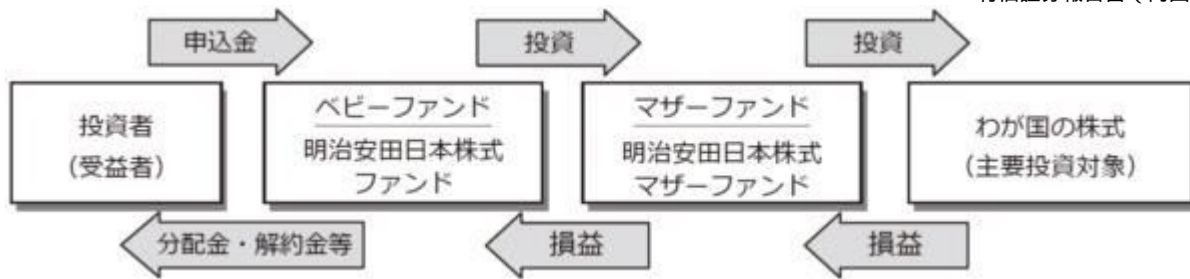 申込金
投資
投資
投資者
(受益者)
ベビーファンド
明治安田日本株式
ファンド
マザーファンド
明治安田日本株式
マザーファンド
わが国の株式
(主要投資対象)
分配金・解約金等
損益
損益